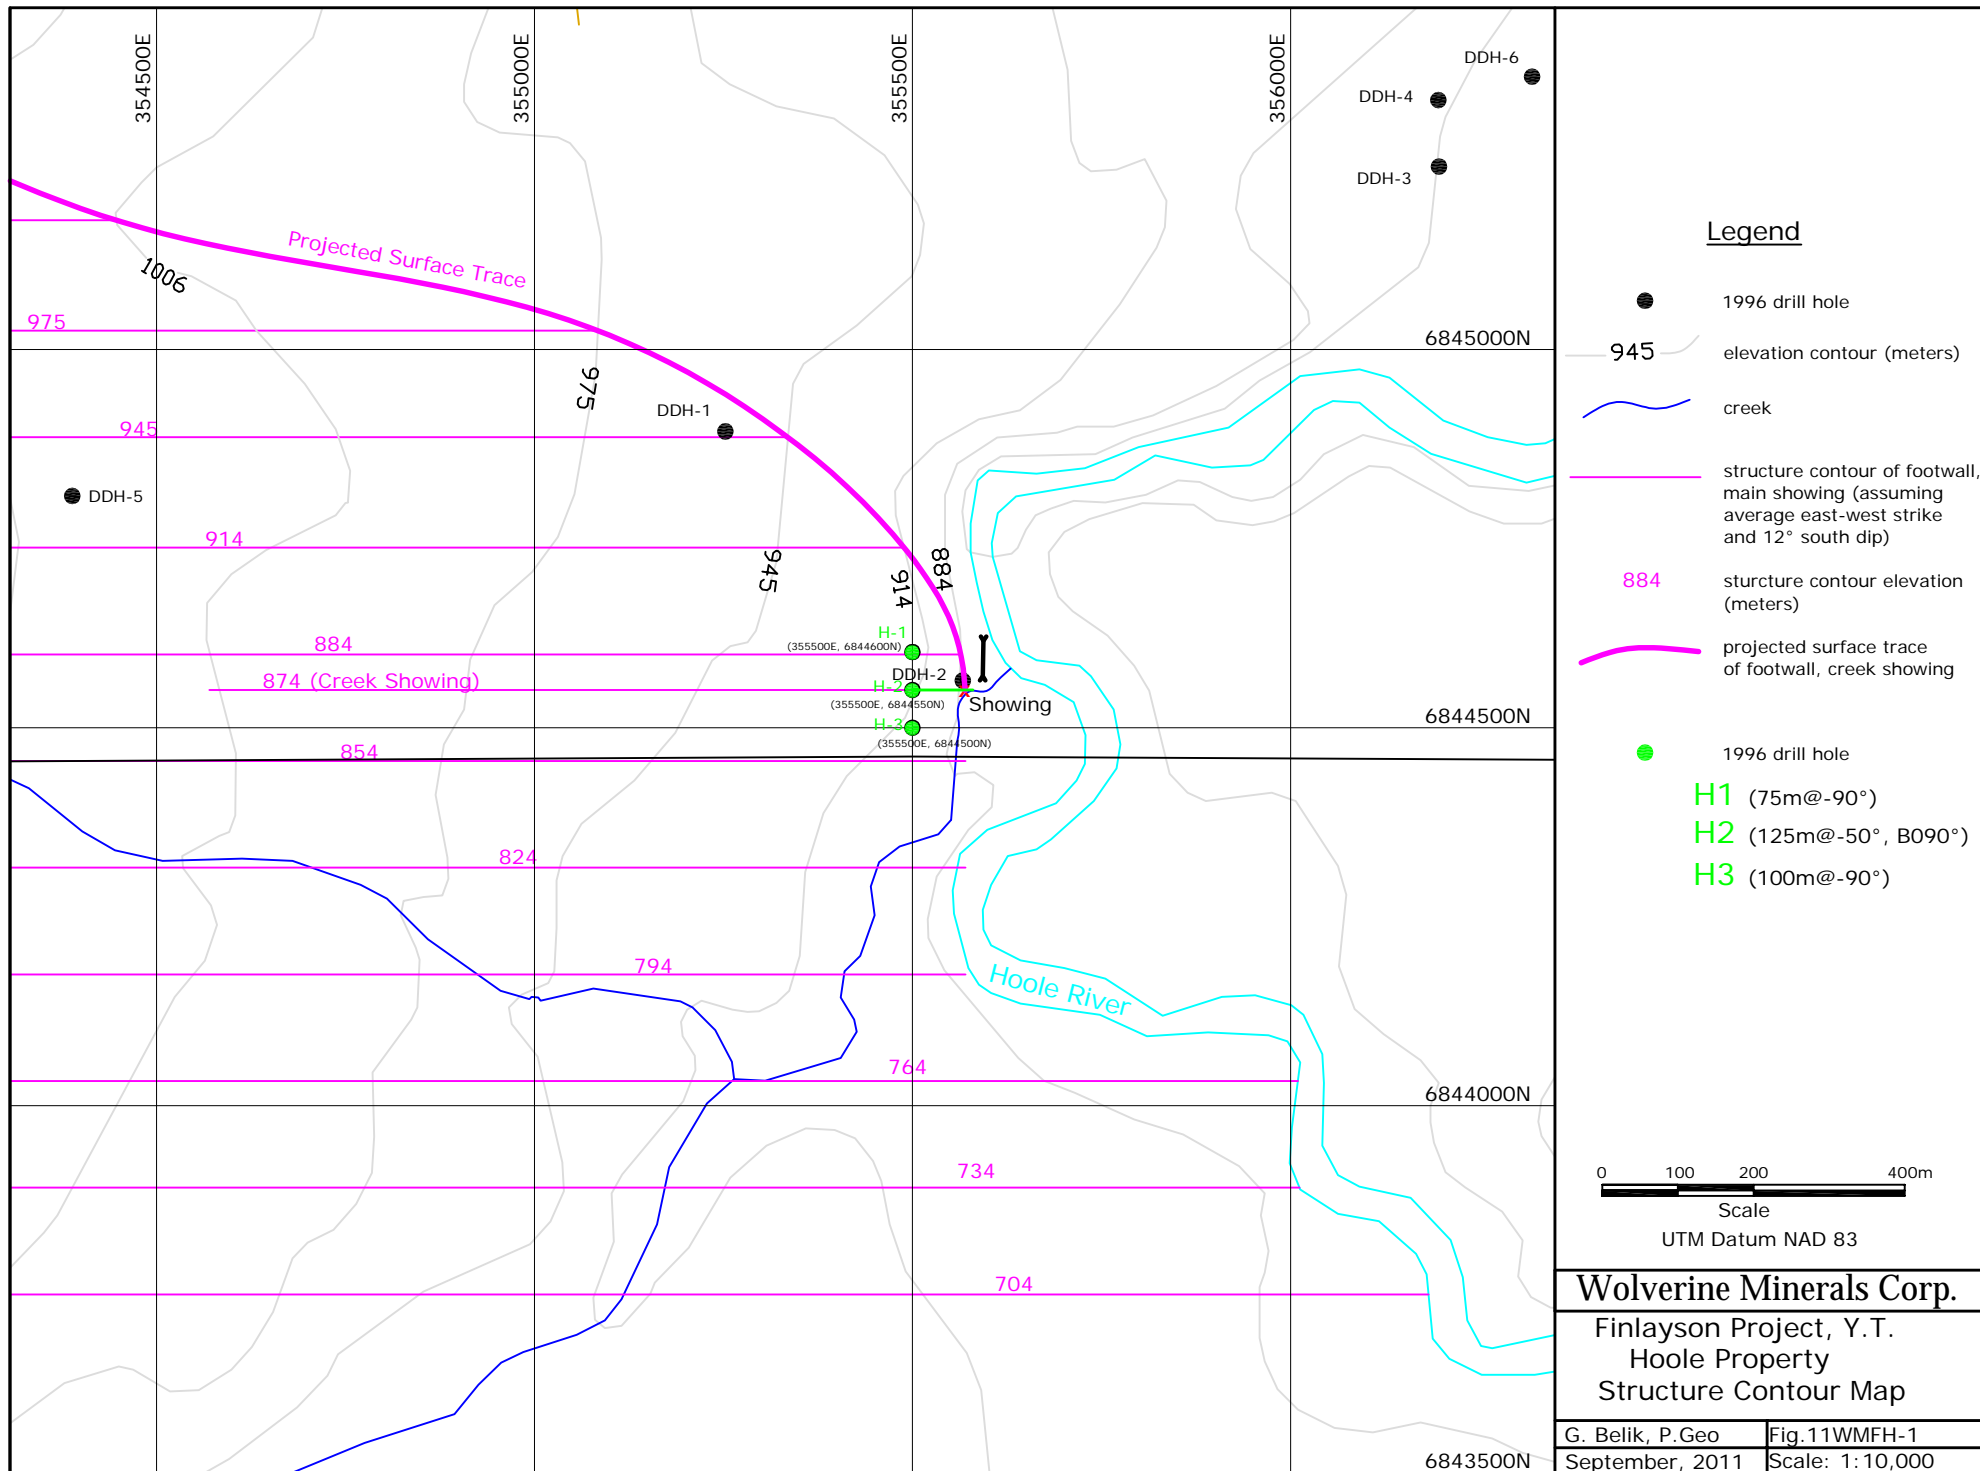 354500E
355000E
355500E
356000E
DDH-6
DDH-4
DDH-3
Projected Surface Trace
1006
975
6845000N
975
DDH-1
945
DDH-5
914
945
914
884
H-1
(355500E, 6844600N)
884
DDH-2
874 (Creek Showing)
H-2
(355500E, 6844550N)
Showing
H-3
6844500N
(355500E, 6844500N)
854
824
794
Hoole River
764
6844000N
734
704
6843500N
Legend
1996 drill hole
945
elevation contour (meters)
creek
structure contour of footwall,
main showing (assuming
average east-west strike
and 12° south dip)
884
sturcture contour elevation
(meters)
projected surface trace
of footwall, creek showing
1996 drill hole
H1 (75m@-90°)
H2 (125m@-50°, B090°)
H3 (100m@-90°)
0 100 200 400m
Scale
UTM Datum NAD 83
Wolverine Minerals Corp.
Finlayson Project, Y.T.
Hoole Property
Structure Contour Map
G. Belik, P.Geo
Fig.11WMFH-1
September, 2011
Scale: 1:10,000